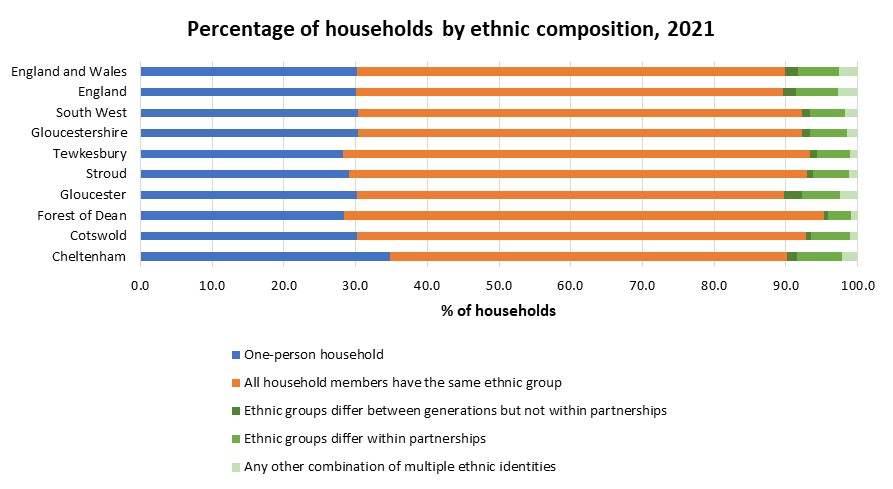 Percentage of households by ethnic composition, 2021
England and Wales
England
South West
Gloucestershire
Tewkesbury
Stroud
Gloucester
Forest of Dean
Cotswold
Cheltenham
0.0 10.0 20.0 30.0 40.0 50.0 60.0 70.0 80.0 90.0 100.0
% of households
One-person household
All household members have the same ethnic group
Ethnic groups differ between generations but not within partnerships
Ethnic groups differ within partnerships
Any other combination of multiple ethnic identities